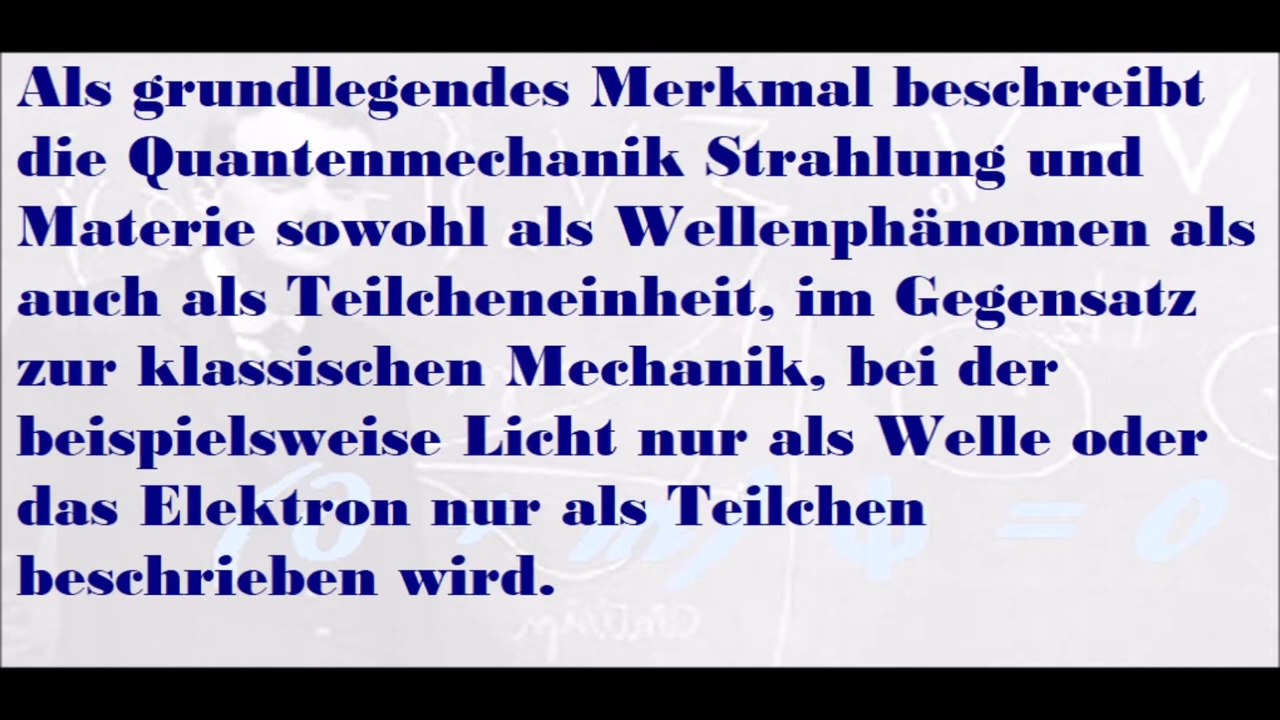 Als grundlegendes Merkmal beschreibt
die Quantenmechanik Strahlung und
Materie sowohl als Wellenphänomen als
auch als Teilcheneinheit, im Gegensatz
zur klassischen Mechanik, bei der
beispielsweise Licht nur als Welle oder
das Elektron nur als Teilchen
beschrieben wird.